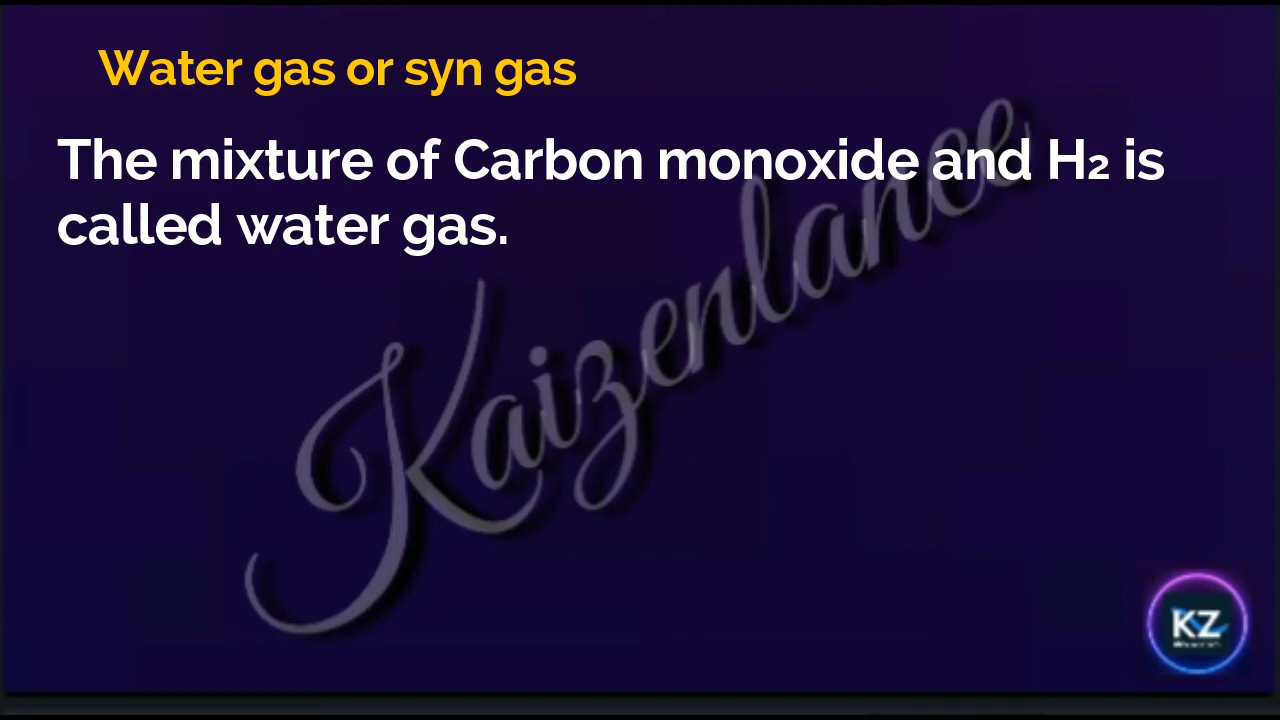 Water gas or syn gas
The mixture of Carbon monoxide and H₂ is
called water gas.
Kaizenlance
KZ